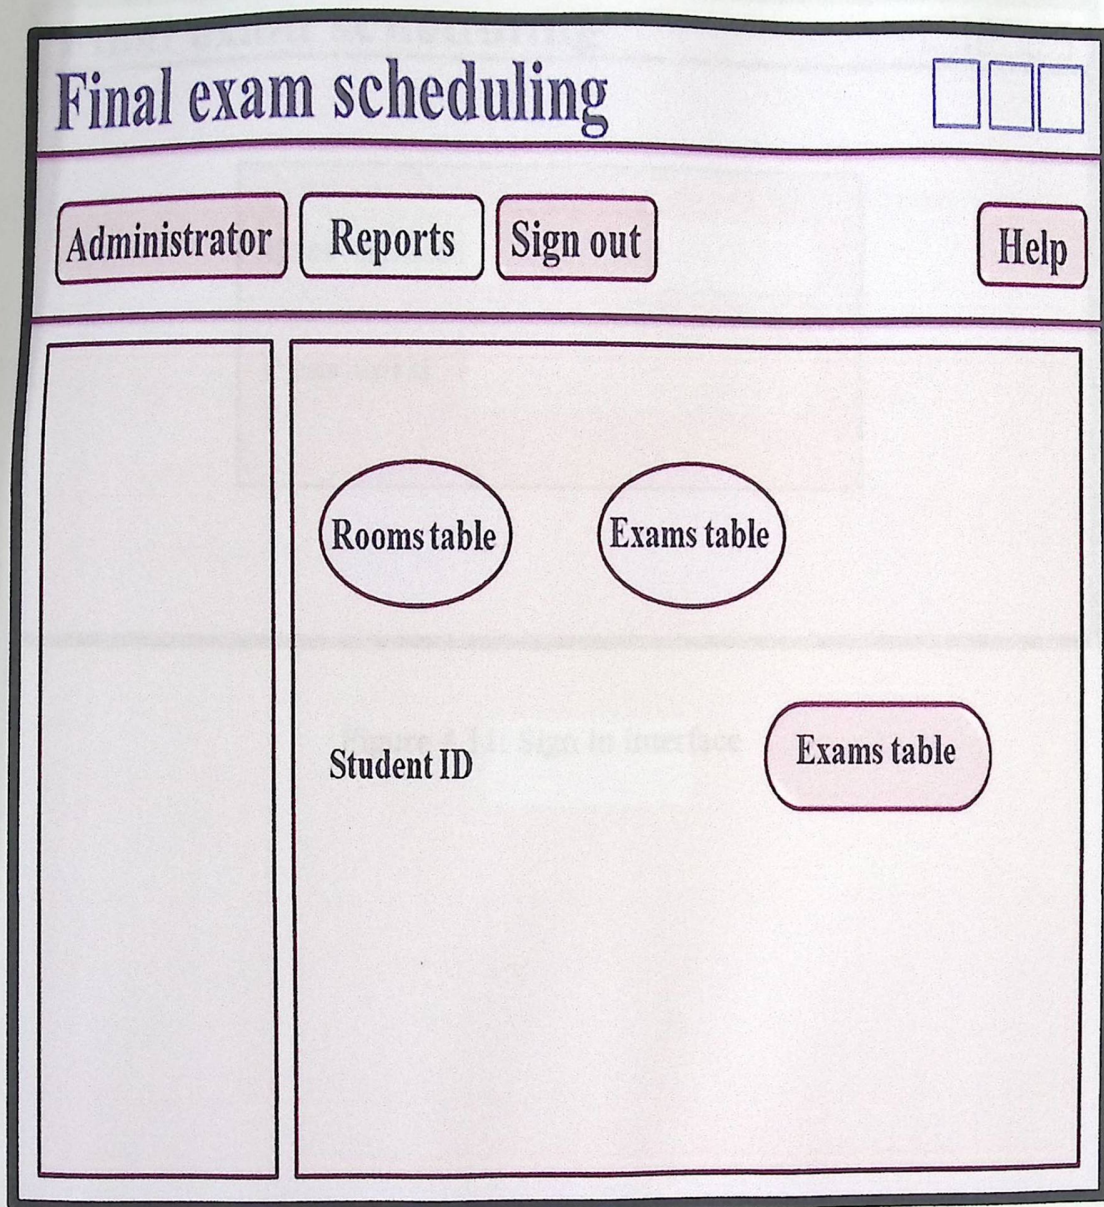 Final exam scheduling
Administrator Reports Sign out Help
Rooms table Exams table
Student ID Exams table